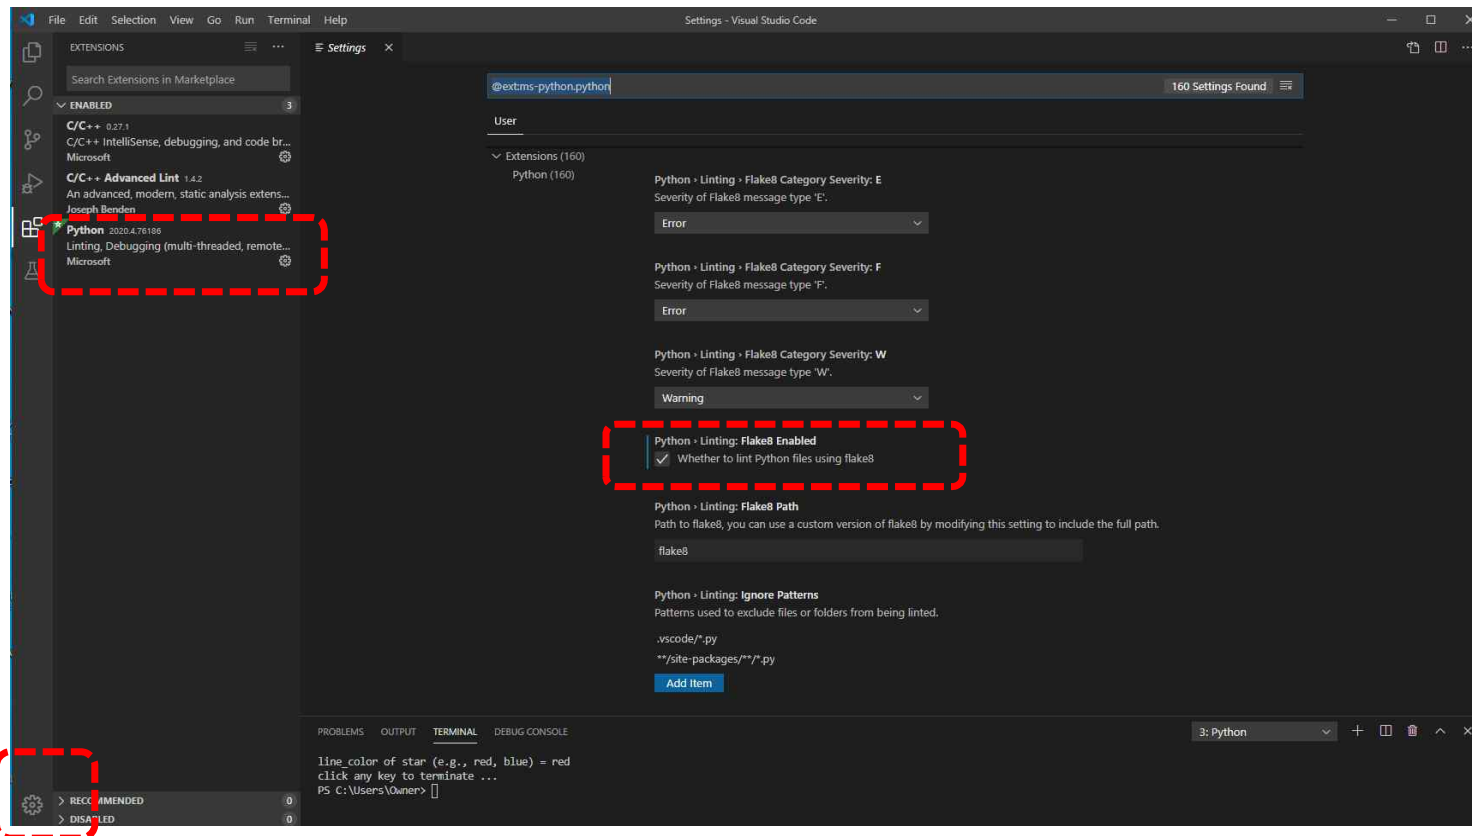 File Edit Selection View Go Run Terminal Help
Settings - Visual Studio Code
EXTENSIONS
Search Extensions in Marketplace
ENABLED 3
C/C++ 0.27.1
C/C++ IntelliSense, debugging, and code br...
Microsoft
C/C++ Advanced Lint 1.4.2
An advanced, modern, static analysis extens...
Joseph Benden
Python 2020.4.76186
Linting, Debugging (multi-threaded, remote...
Microsoft
RECOMMENDED 0
DISABLED 0
Settings
@ext:ms-python.python
160 Settings Found
User
Extensions (160)
Python (160)
Python › Linting › Flake8 Category Severity: E
Severity of Flake8 message type 'E'.
Error
Python › Linting › Flake8 Category Severity: F
Severity of Flake8 message type 'F'.
Error
Python › Linting › Flake8 Category Severity: W
Severity of Flake8 message type 'W'.
Warning
Python › Linting: Flake8 Enabled
Whether to lint Python files using flake8
Python › Linting: Flake8 Path
Path to flake8, you can use a custom version of flake8 by modifying this setting to include the full path.
flake8
Python › Linting: Ignore Patterns
Patterns used to exclude files or folders from being linted.
.vscode/*.py
**/site-packages/**/*.py
Add Item
PROBLEMS OUTPUT TERMINAL DEBUG CONSOLE
3: Python
line_color of star (e.g., red, blue) = red
click any key to terminate ...
PS C:\Users\Owner>